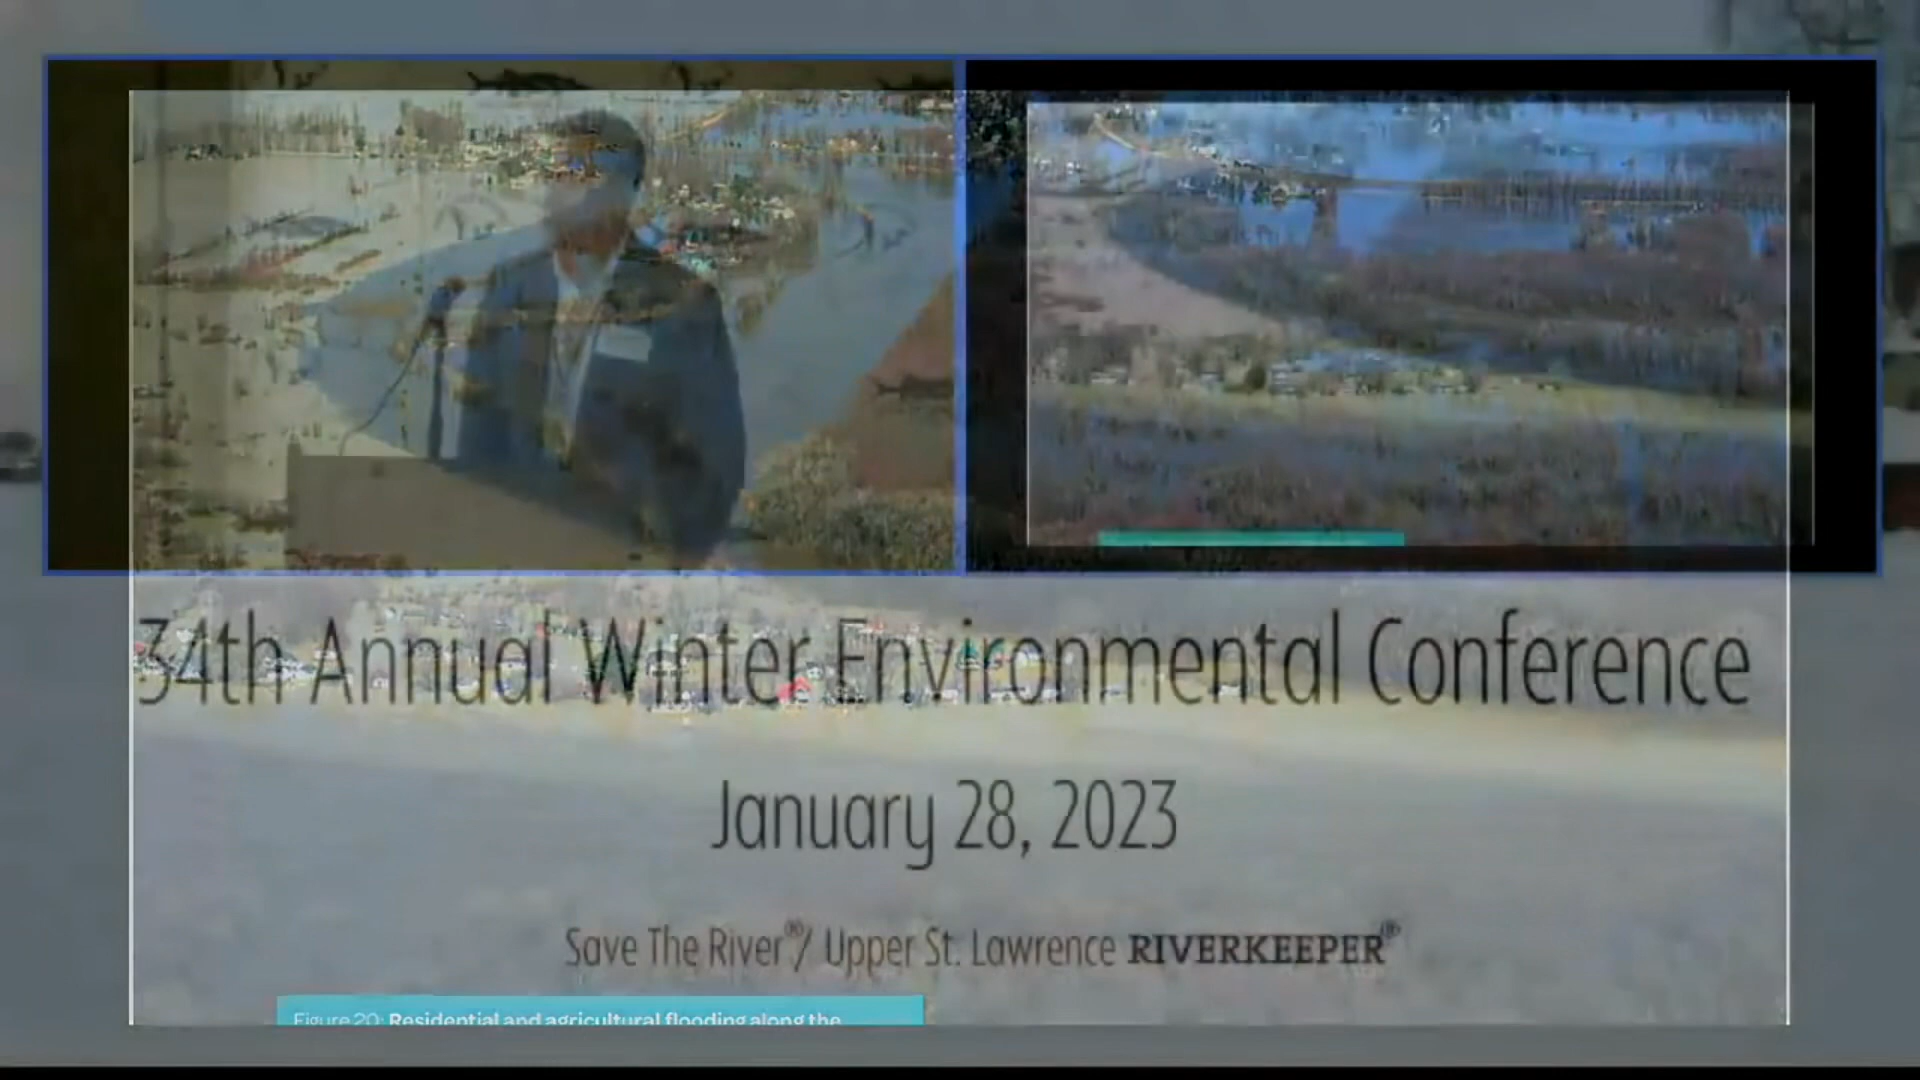 34th Annual Winter Environmental Conference
January 28, 2023
Save The River®/ Upper St. Lawrence RIVERKEEPER®
Figure 20: Residential and agricultural flooding along the